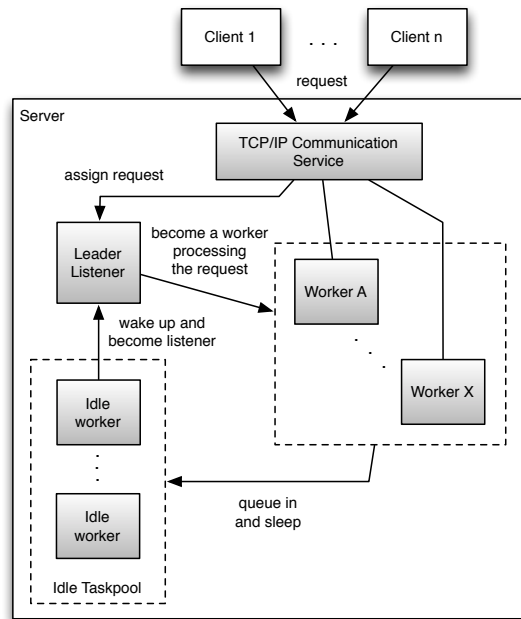 Client 1
. . .
Client n
request
Server
TCP/IP Communication
Service
assign request
Leader
Listener
become a worker
processing
the request
Worker A
wake up and
become listener
Worker X
Idle
worker
Idle
worker
queue in
and sleep
Idle Taskpool